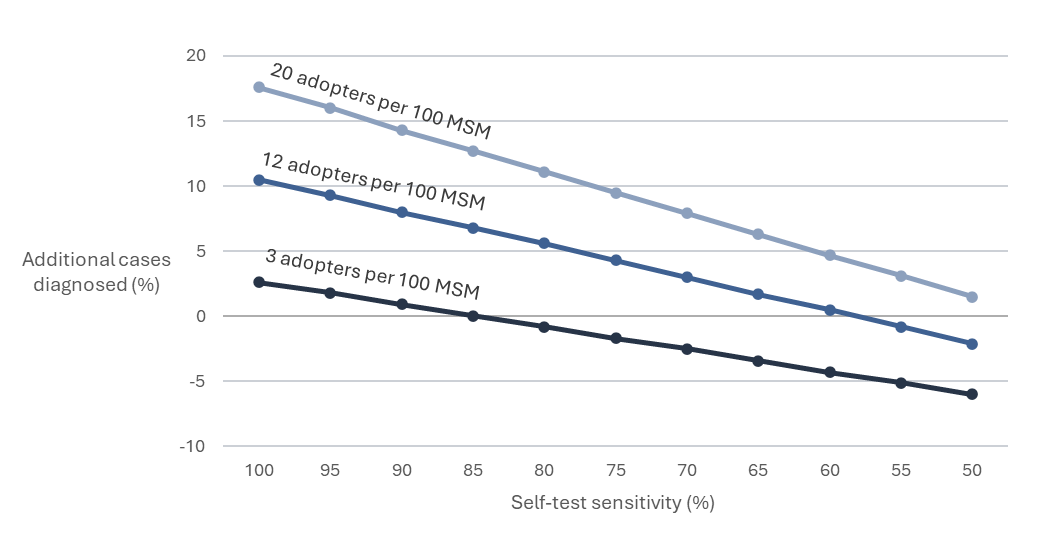 20
15
10
5
0
-5
-10
Additional cases
diagnosed (%)
20 adopters per 100 MSM
12 adopters per 100 MSM
3 adopters per 100 MSM
100 95 90 85 80 75 70 65 60 55 50
Self-test sensitivity (%)